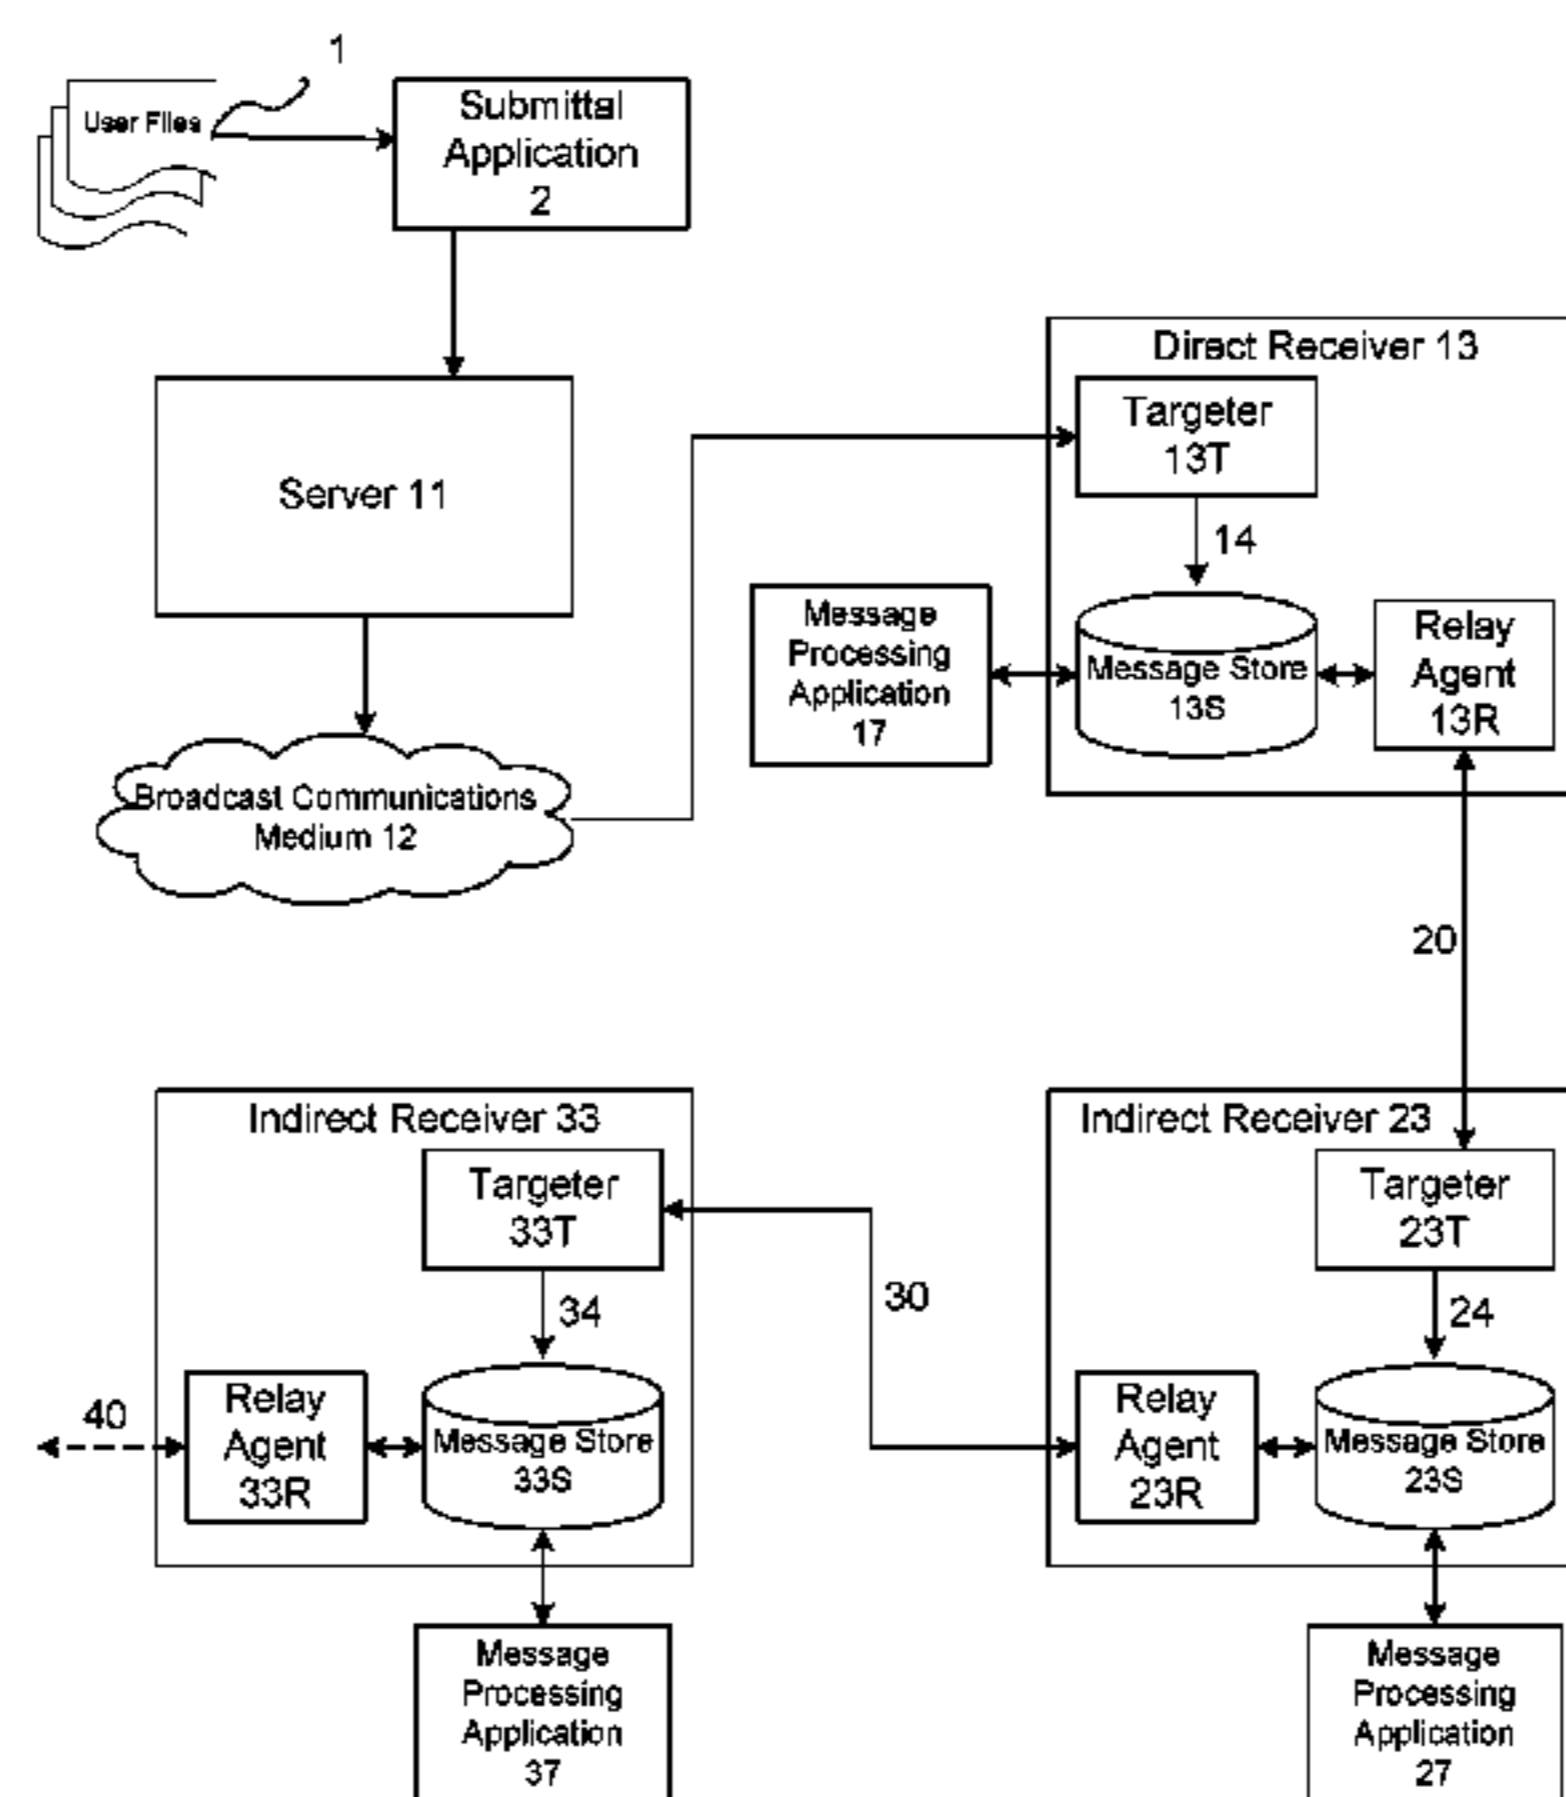 1
User Files
Submittal
Application
2
Server 11
Broadcast Communications
Medium 12
Direct Receiver 13
Targeter
13T
14
Message
Processing
Application
17
Message Store
13S
Relay
Agent
13R
20
Indirect Receiver 33
Targeter
33T
34
40
Relay
Agent
33R
Message Store
33S
Message
Processing
Application
37
30
Indirect Receiver 23
Targeter
23T
24
Relay
Agent
23R
Message Store
23S
Message
Processing
Application
27